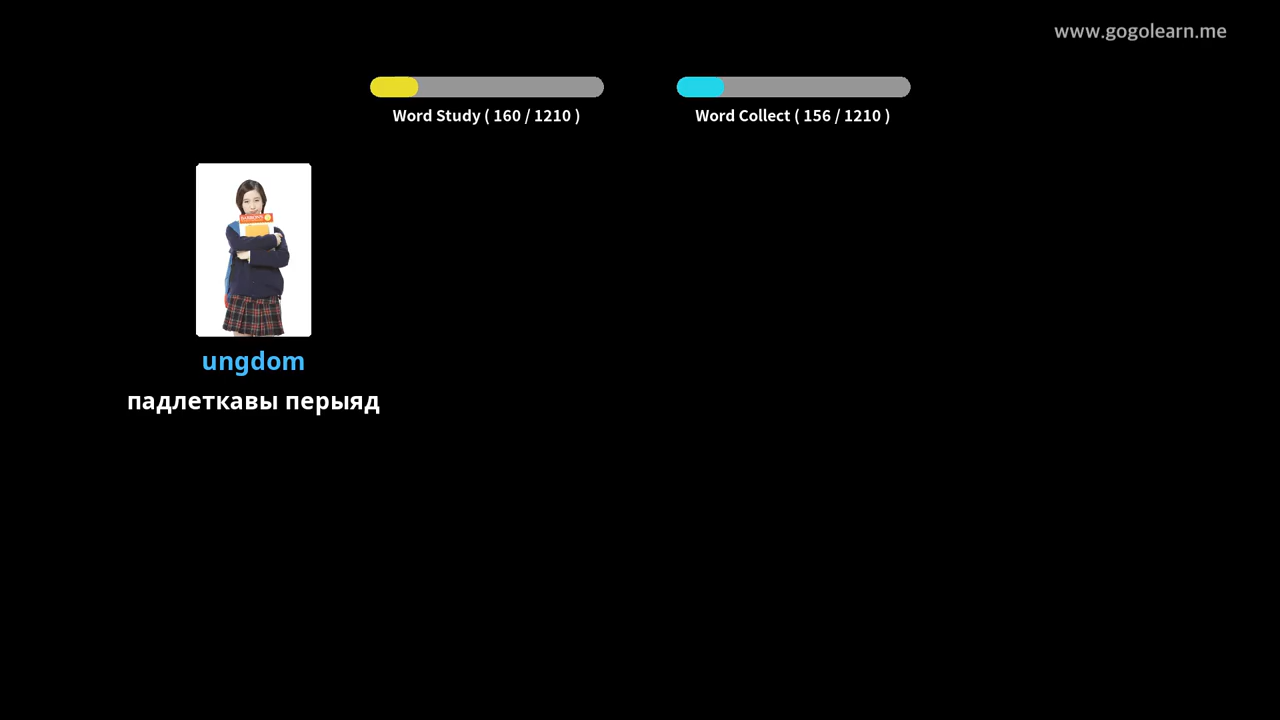 www.gogolearn.me
Word Study ( 160 / 1210 )
Word Collect ( 156 / 1210 )
ungdom
падлеткавы перыяд